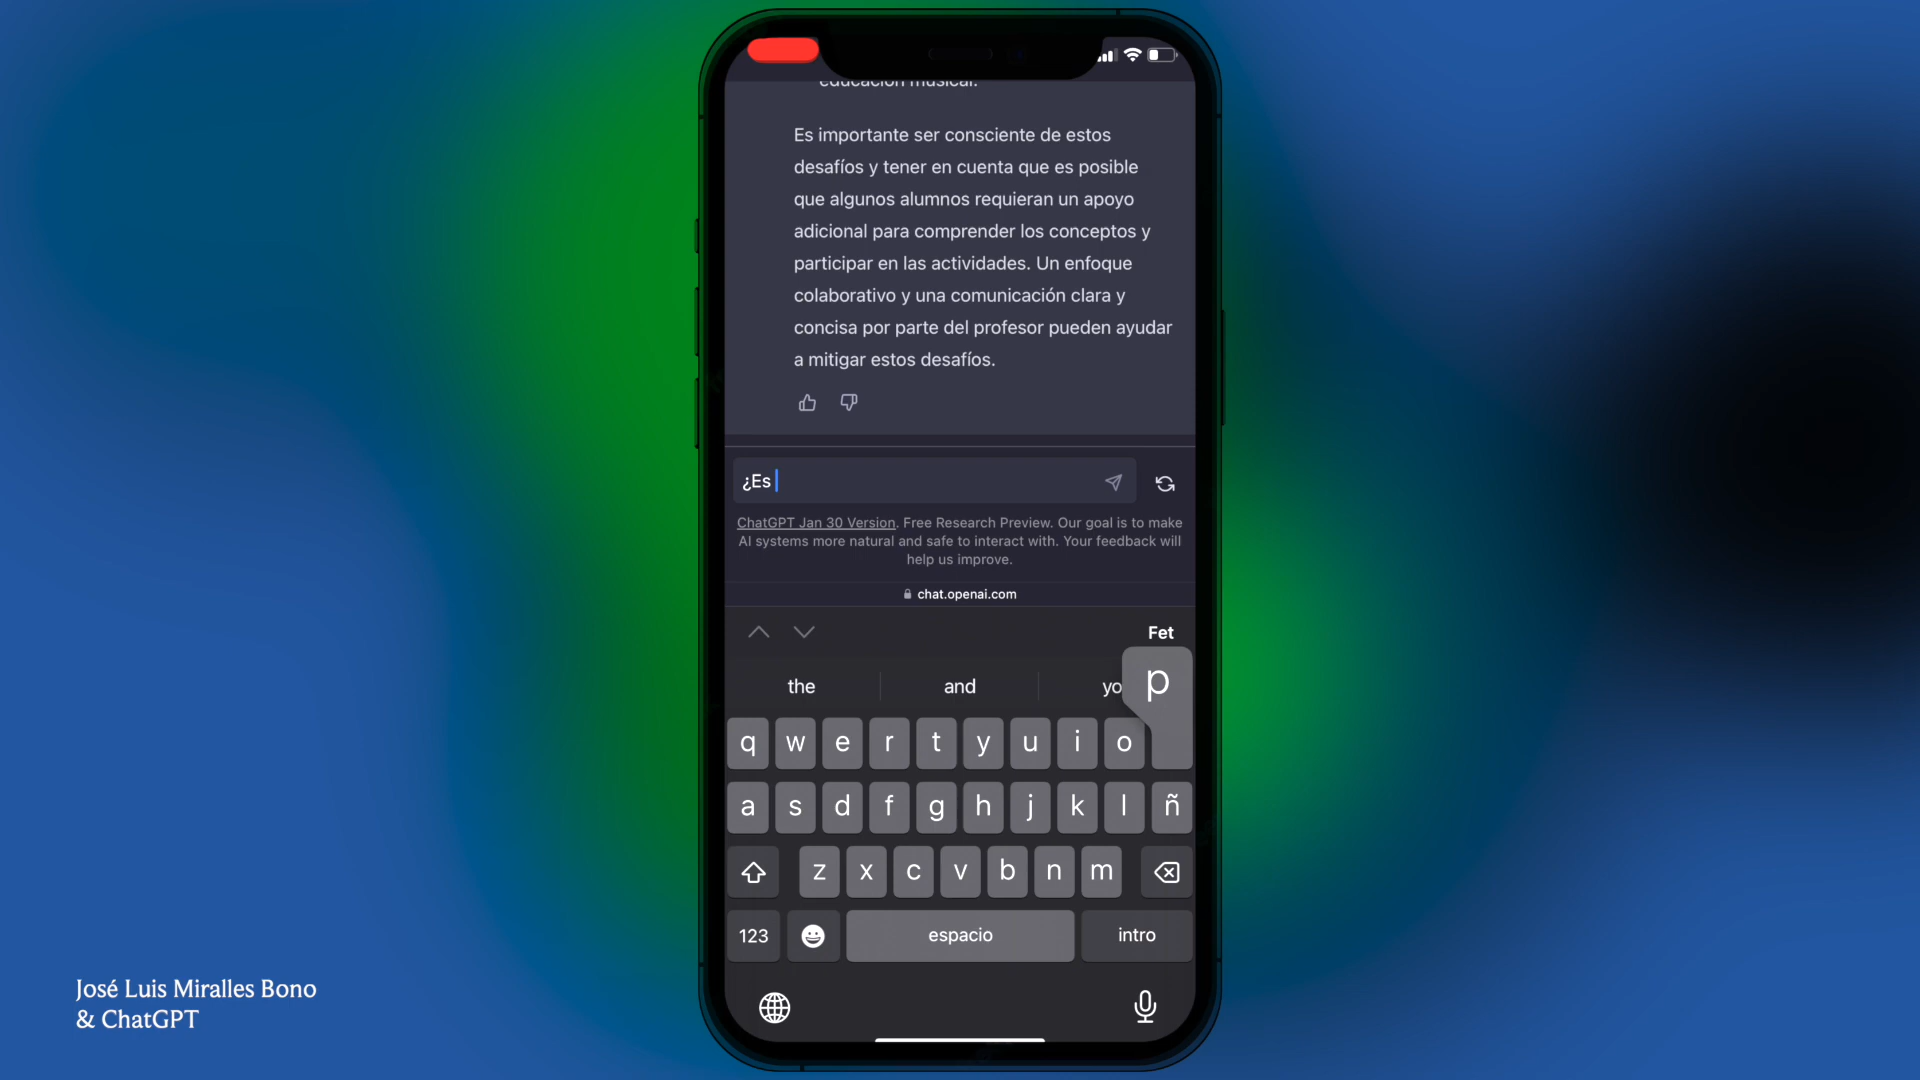 educación musical.
Es importante ser consciente de estos
desafíos y tener en cuenta que es posible
que algunos alumnos requieran un apoyo
adicional para comprender los conceptos y
participar en las actividades. Un enfoque
colaborativo y una comunicación clara y
concisa por parte del profesor pueden ayudar
a mitigar estos desafíos.
¿Es
ChatGPT Jan 30 Version. Free Research Preview. Our goal is to make
AI systems more natural and safe to interact with. Your feedback will
help us improve.
chat.openai.com
Fet
the and yo p
q w e r t y u i o
a s d f g h j k l ñ
z x c v b n m
123 espacio intro
José Luis Miralles Bono
& ChatGPT